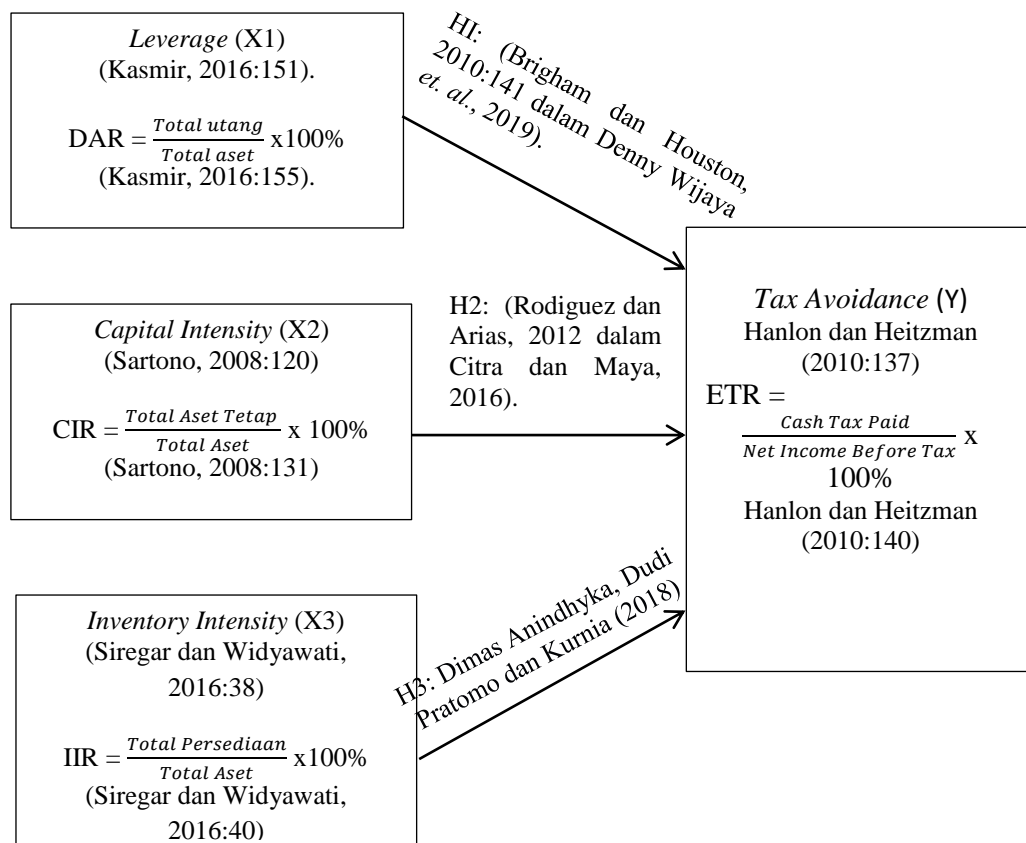 Leverage (X1)
(Kasmir, 2016:151).
DAR = Total utang / Total aset x100%
(Kasmir, 2016:155).
HI: (Brigham dan Houston,
2010:141 dalam Denny Wijaya
et. al., 2019).
Capital Intensity (X2)
(Sartono, 2008:120)
CIR = Total Aset Tetap / Total Aset x 100%
(Sartono, 2008:131)
H2: (Rodiguez dan
Arias, 2012 dalam
Citra dan Maya,
2016).
Inventory Intensity (X3)
(Siregar dan Widyawati,
2016:38)
IIR = Total Persediaan / Total Aset x100%
(Siregar dan Widyawati,
2016:40)
H3: Dimas Anindhyka, Dudi
Pratomo dan Kurnia (2018)
Tax Avoidance (Y)
Hanlon dan Heitzman
(2010:137)
ETR =
Cash Tax Paid / Net Income Before Tax x
100%
Hanlon dan Heitzman
(2010:140)